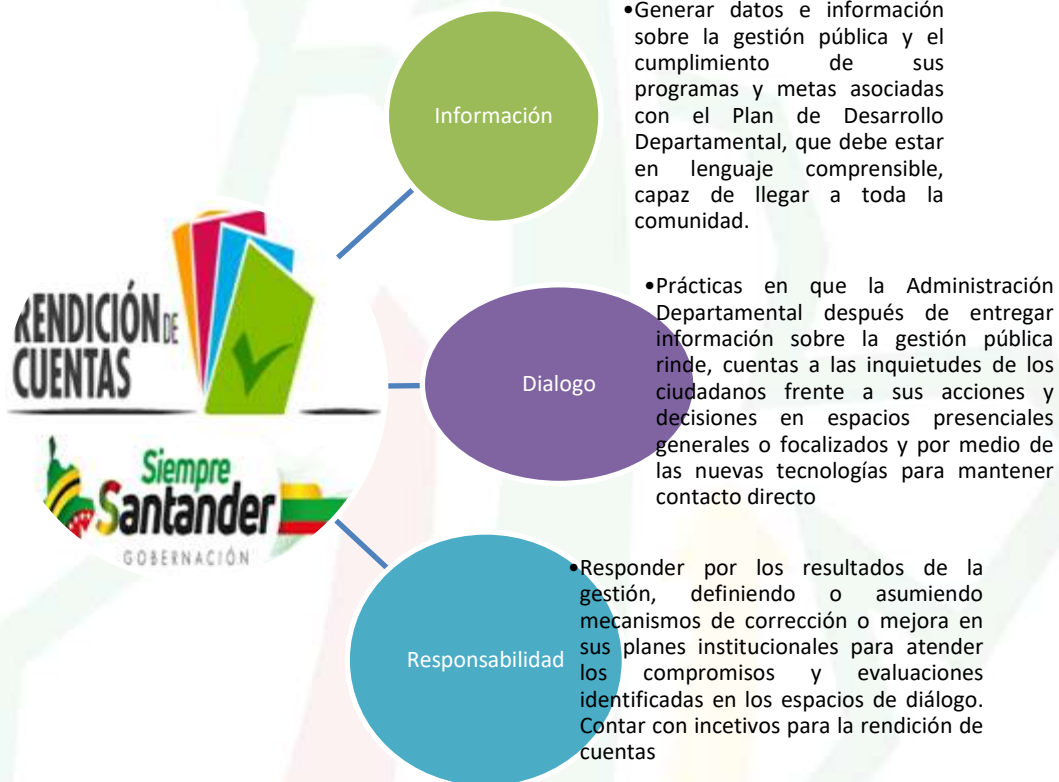 Información
•Generar datos e información
sobre la gestión pública y el
cumplimiento de sus
programas y metas asociadas
con el Plan de Desarrollo
Departamental, que debe estar
en lenguaje comprensible,
capaz de llegar a toda la
comunidad.
RENDICIÓN DE
CUENTAS
Siempre
Santander
GOBERNACIÓN
Dialogo
•Prácticas en que la Administración
Departamental después de entregar
información sobre la gestión pública
rinde, cuentas a las inquietudes de los
ciudadanos frente a sus acciones y
decisiones en espacios presenciales
generales o focalizados y por medio de
las nuevas tecnologías para mantener
contacto directo
Responsabilidad
•Responder por los resultados de la
gestión, definiendo o asumiendo
mecanismos de corrección o mejora en
sus planes institucionales para atender
los compromisos y evaluaciones
identificadas en los espacios de diálogo.
Contar con incetivos para la rendición de
cuentas